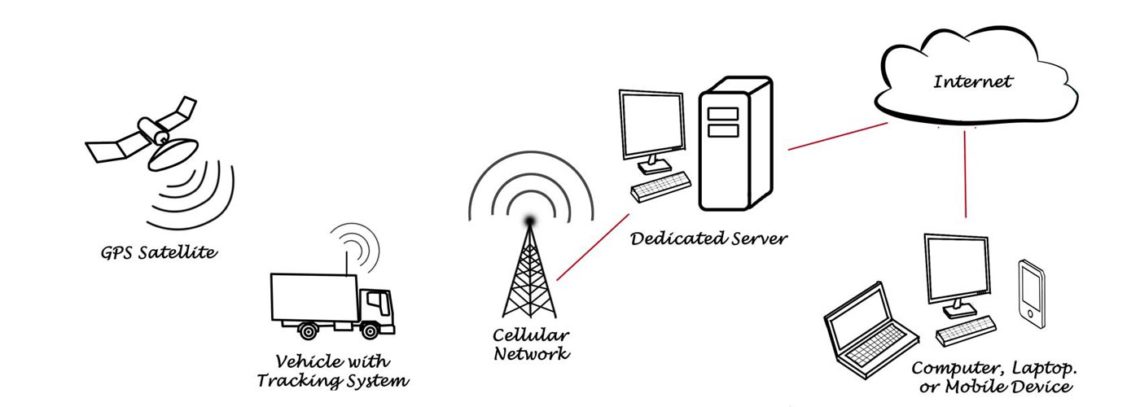 Internet
GPS Satellite
Dedicated Server
Vehicle with
Tracking System
Cellular
Network
Computer, Laptop.
or Mobile Device